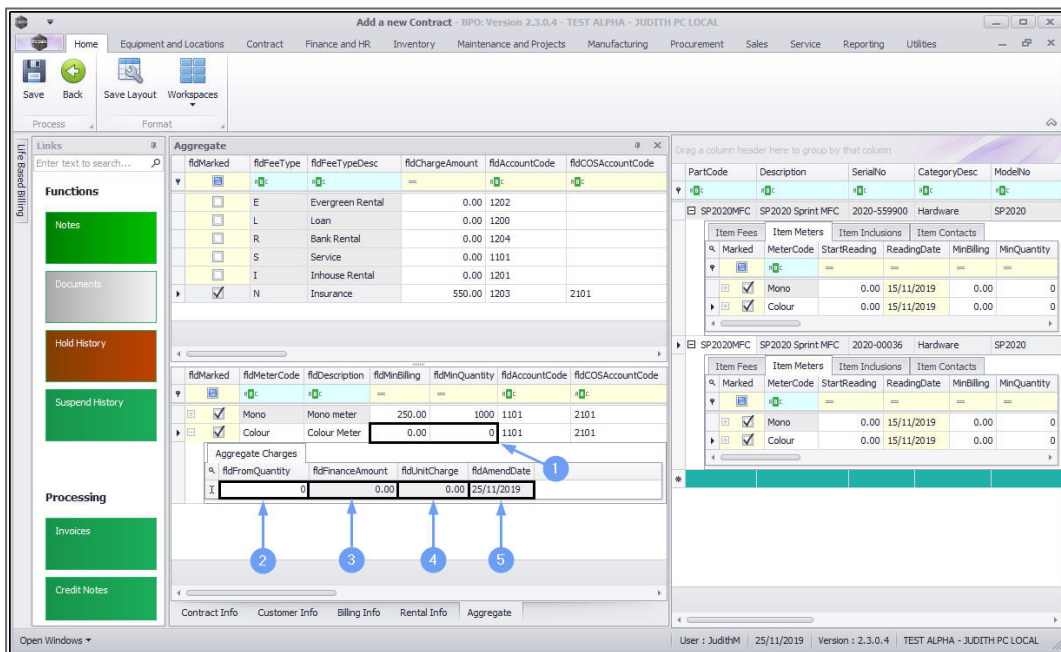 Add a new Contract - BPO: Version 2.3.0.4 - TEST ALPHA - JUDITH PC LOCAL
Home Equipment and Locations Contract Finance and HR Inventory Maintenance and Projects Manufacturing Procurement Sales Service Reporting Utilities
Save Back Save Layout Workspaces
Process Format
Life Based Billing
Links
Enter text to search...
Functions
Notes
Documents
Hold History
Suspend History
Processing
Invoices
Credit Notes
Aggregate
fldMarked fldFeeType fldFeeTypeDesc fldChargeAmount fldAccountCode fldCOSAccountCode
E Evergreen Rental 0.00 1202
L Loan 0.00 1200
R Bank Rental 0.00 1204
S Service 0.00 1101
I Inhouse Rental 0.00 1201
N Insurance 550.00 1203 2101
fldMarked fldMeterCode fldDescription fldMinBilling fldMinQuantity fldAccountCode fldCOSAccountCode
Mono Mono meter 250.00 1000 1101 2101
Colour Colour Meter 0.00 0 1101 2101
Aggregate Charges
fldFromQuantity fldFinanceAmount fldUnitCharge fldAmendDate
0 0.00 0.00 25/11/2019
1
2 3 4 5
Contract Info Customer Info Billing Info Rental Info Aggregate
Drag a column header here to group by that column
PartCode Description SerialNo CategoryDesc ModelNo
SP2020MFC SP2020 Sprint MFC 2020-559900 Hardware SP2020
Item Fees Item Meters Item Inclusions Item Contacts
Marked MeterCode StartReading ReadingDate MinBilling MinQuantity
Mono 0.00 15/11/2019 0.00 0
Colour 0.00 15/11/2019 0.00 0
SP2020MFC SP2020 Sprint MFC 2020-00036 Hardware SP2020
Item Fees Item Meters Item Inclusions Item Contacts
Marked MeterCode StartReading ReadingDate MinBilling MinQuantity
Mono 0.00 15/11/2019 0.00 0
Colour 0.00 15/11/2019 0.00 0
Open Windows
User : JudithM 25/11/2019 Version : 2.3.0.4 TEST ALPHA - JUDITH PC LOCAL